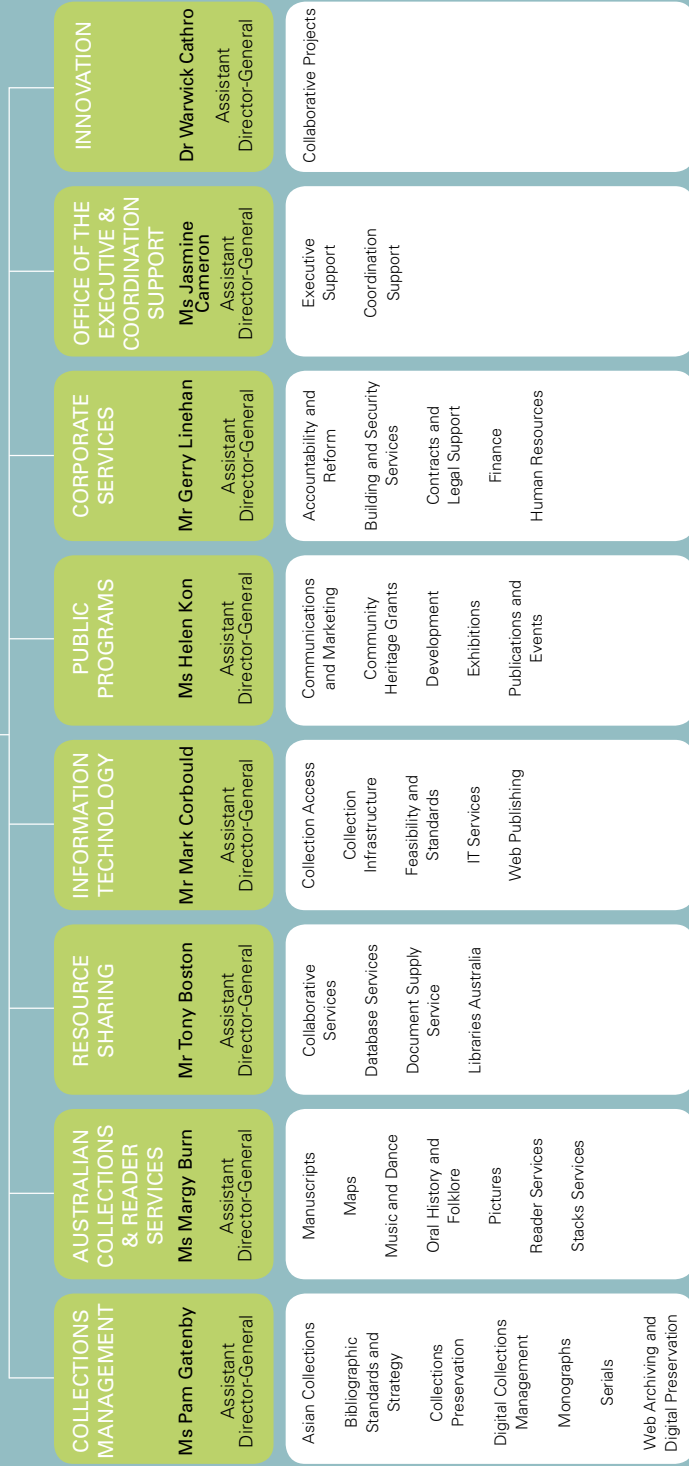 COLLECTIONS
MANAGEMENT
Ms Pam Gatenby
Assistant
Director-General
Asian Collections
Bibliographic
Standards and
Strategy
Collections
Preservation
Digital Collections
Management
Monographs
Serials
Web Archiving and
Digital Preservation
AUSTRALIAN
COLLECTIONS
& READER
SERVICES
Ms Margy Burn
Assistant
Director-General
Manuscripts
Maps
Music and Dance
Oral History and
Folklore
Pictures
Reader Services
Stacks Services
RESOURCE
SHARING
Mr Tony Boston
Assistant
Director-General
Collaborative
Services
Database Services
Document Supply
Service
Libraries Australia
INFORMATION
TECHNOLOGY
Mr Mark Corbould
Assistant
Director-General
Collection Access
Collection
Infrastructure
Feasibility and
Standards
IT Services
Web Publishing
PUBLIC
PROGRAMS
Ms Helen Kon
Assistant
Director-General
Communications
and Marketing
Community
Heritage Grants
Development
Exhibitions
Publications and
Events
CORPORATE
SERVICES
Mr Gerry Linehan
Assistant
Director-General
Accountability and
Reform
Building and Security
Services
Contracts and
Legal Support
Finance
Human Resources
OFFICE OF THE
EXECUTIVE &
COORDINATION
SUPPORT
Ms Jasmine
Cameron
Assistant
Director-General
Executive
Support
Coordination
Support
INNOVATION
Dr Warwick Cathro
Assistant
Director-General
Collaborative Projects